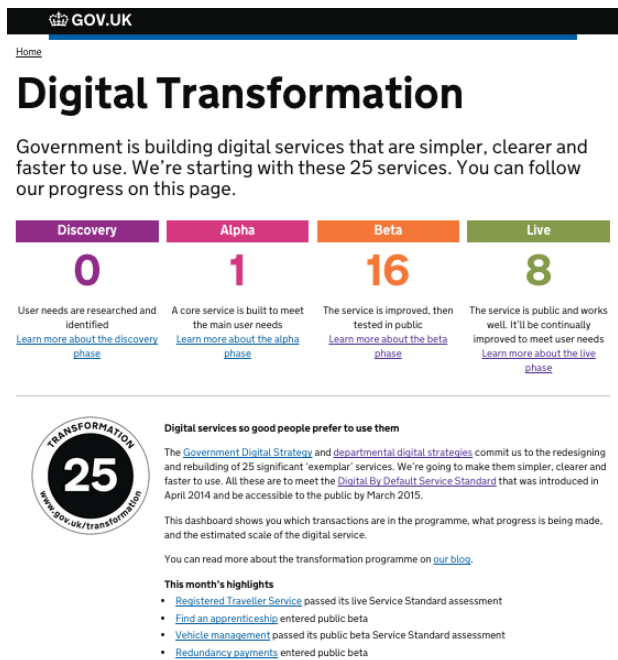 GOV.UK
Home
Digital Transformation
Government is building digital services that are simpler, clearer and
faster to use. We're starting with these 25 services. You can follow
our progress on this page.
Discovery
0
User needs are researched and
identified
Learn more about the discovery
phase
Alpha
1
A core service is built to meet
the main user needs
Learn more about the alpha
phase
Beta
16
The service is improved, then
tested in public
Learn more about the beta
phase
Live
8
The service is public and works
well. It'll be continually
improved to meet user needs
Learn more about the live
phase
TRANSFORMATION
25
www.gov.uk/transformation
Digital services so good people prefer to use them
The Government Digital Strategy and departmental digital strategies commit us to the redesigning
and rebuilding of 25 significant 'exemplar' services. We're going to make them simpler, clearer and
faster to use. All these are to meet the Digital By Default Service Standard that was introduced in
April 2014 and be accessible to the public by March 2015.
This dashboard shows you which transactions are in the programme, what progress is being made,
and the estimated scale of the digital service.
You can read more about the transformation programme on our blog.
This month's highlights
• Registered Traveller Service passed its live Service Standard assessment
• Find an apprenticeship entered public beta
• Vehicle management passed its public beta Service Standard assessment
• Redundancy payments entered public beta